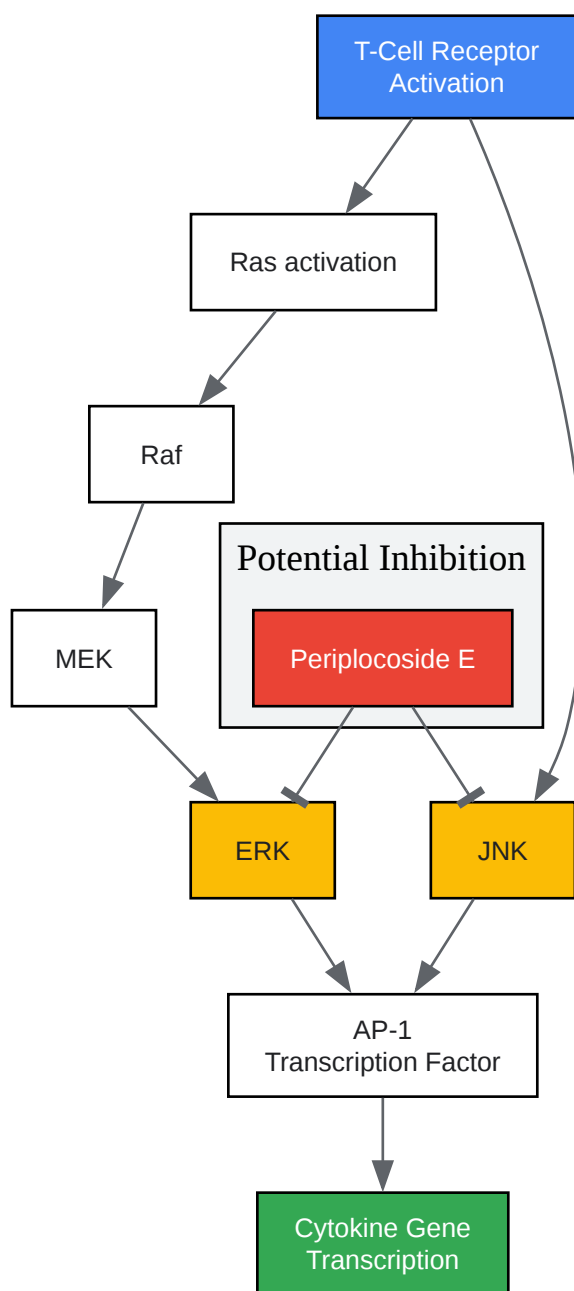 T-Cell Receptor
Activation
Ras activation
Raf
Potential Inhibition
MEK
Periplocoside E
ERK
JNK
AP-1
Transcription Factor
Cytokine Gene
Transcription